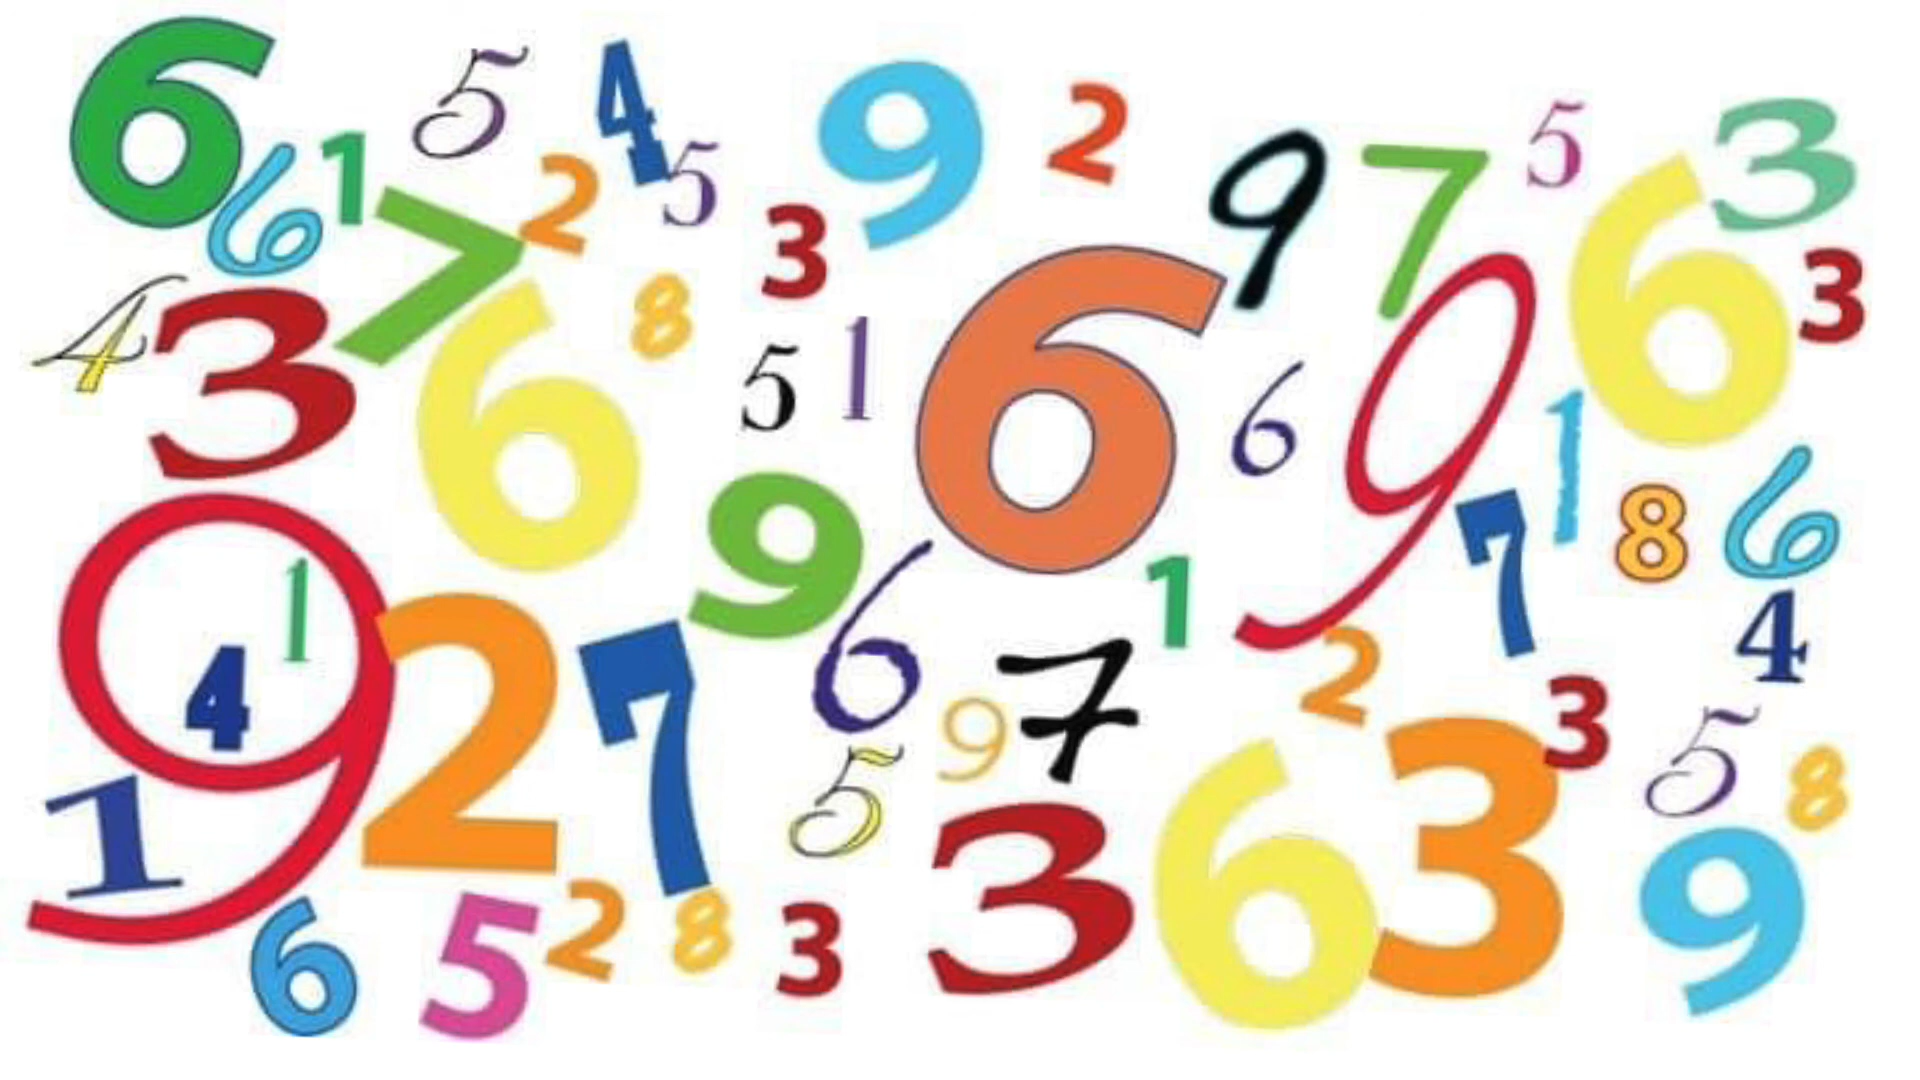 6 5 4 9 2 5 3
6 1 2 5 9 7 6
7 3 3
4 3 6 8 5 1 6 6 9 1
9 1 9 6 1 7 8 6
4 2 7 6 9 7 2 3 4
1 5 3 6 3 5 8
6 5 2 8 3 9